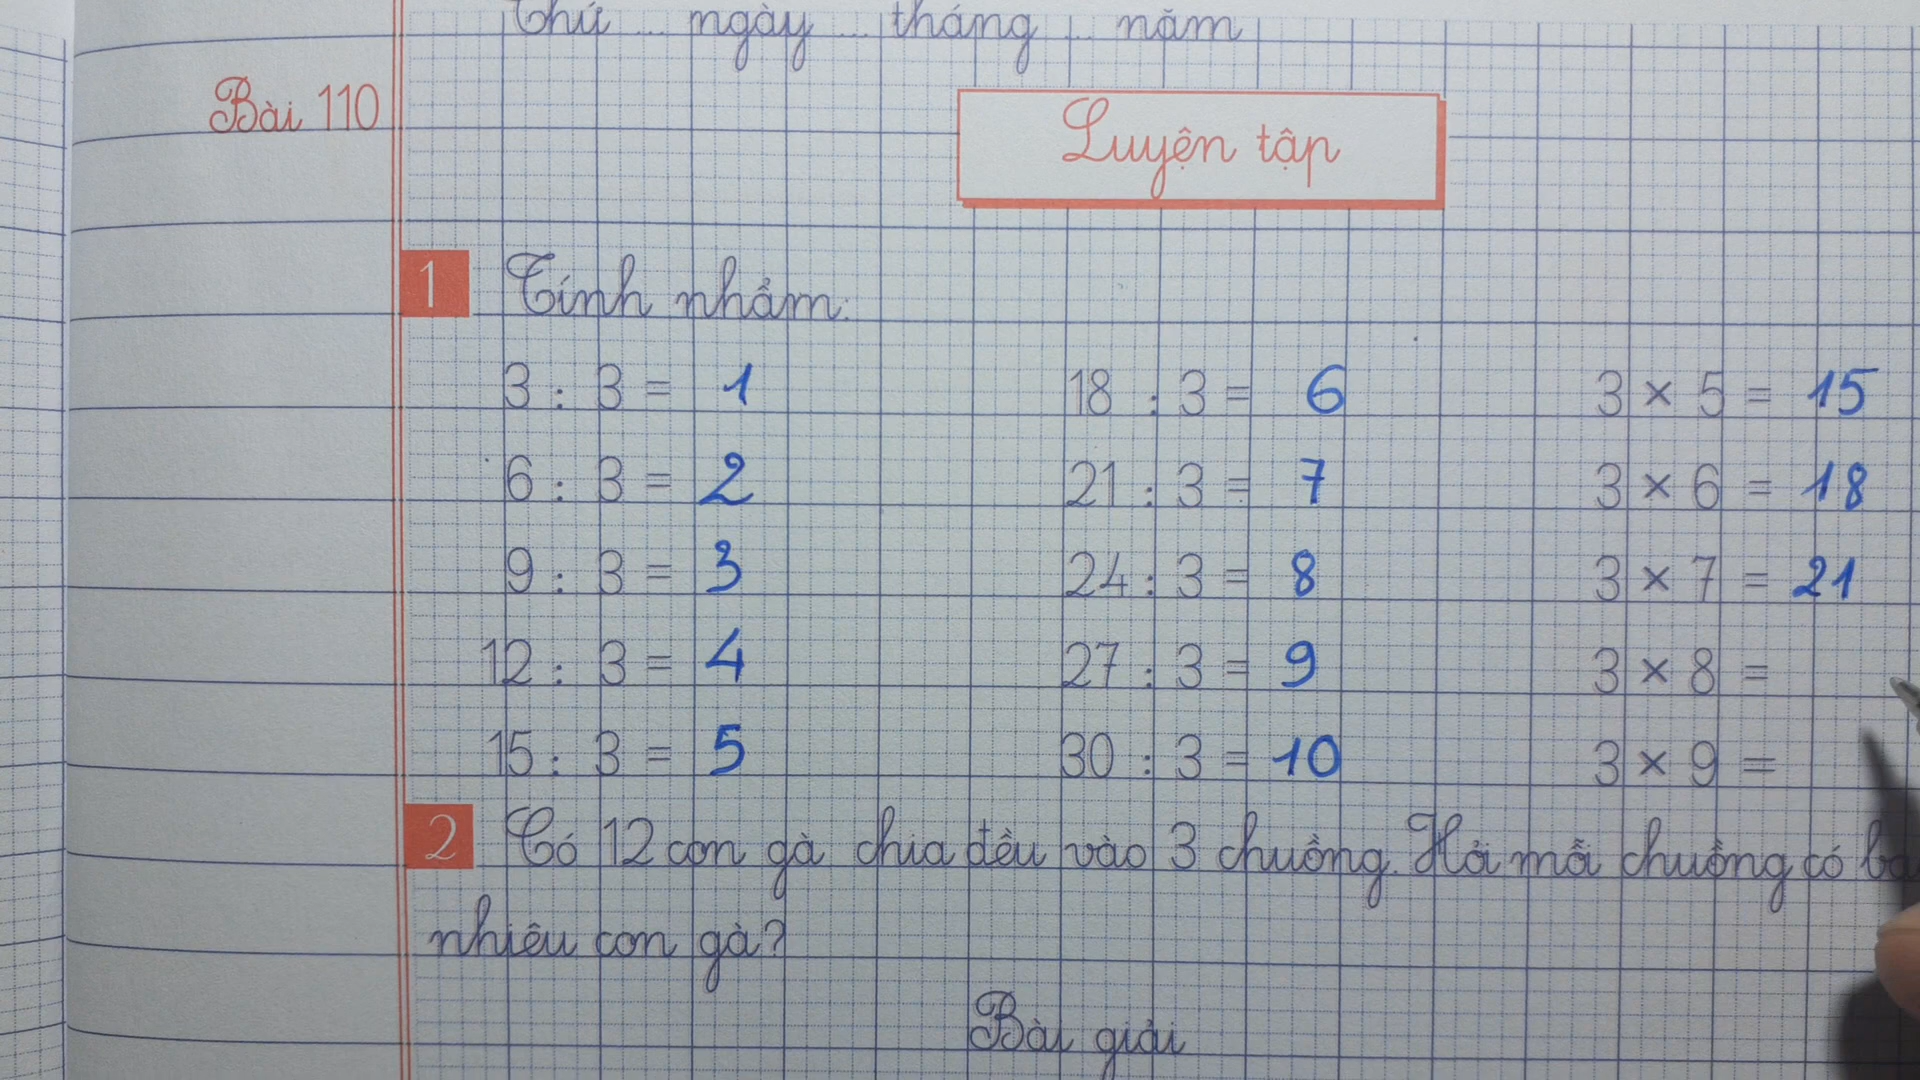 Thứ ... ngày ... tháng ... năm
Bài 110
Luyện tập
1 Tính nhẩm:
3 : 3 = 1 18 : 3 = 6 3 × 5 = 15
6 : 3 = 2 21 : 3 = 7 3 × 6 = 18
9 : 3 = 3 24 : 3 = 8 3 × 7 = 21
12 : 3 = 4 27 : 3 = 9 3 × 8 =
15 : 3 = 5 30 : 3 = 10 3 × 9 =
2 Có 12 con gà chia đều vào 3 chuồng. Hỏi mỗi chuồng có
nhiêu con gà?
Bài giải